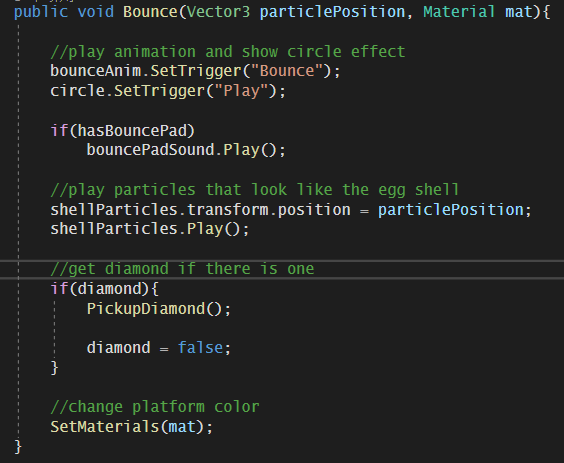 public void Bounce(Vector3 particlePosition, Material mat){
//play animation and show circle effect
bounceAnim.SetTrigger("Bounce");
circle.SetTrigger("Play");
if(hasBouncePad)
bouncePadSound.Play();
//play particles that look like the egg shell
shellParticles.transform.position = particlePosition;
shellParticles.Play();
//get diamond if there is one
if(diamond){
PickupDiamond();
diamond = false;
}
//change platform color
SetMaterials(mat);
}